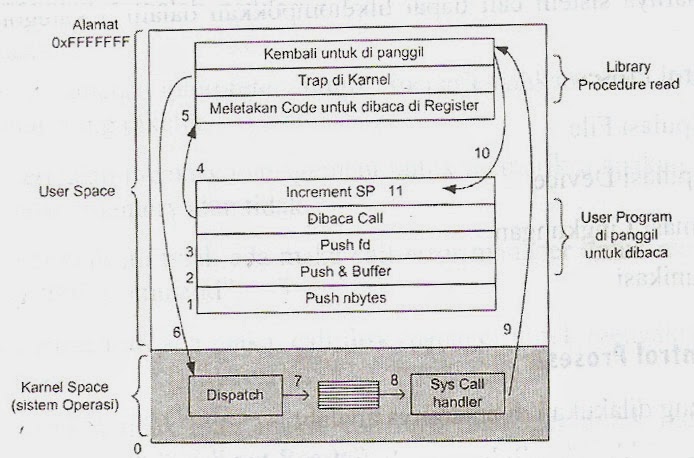 Alamat
0xFFFFFFF
Kembali untuk di panggil
Trap di Karnel
5 Meletakan Code untuk dibaca di Register
Library
Procedure read
4
10
User Space
Increment SP 11
Dibaca Call
3 Push fd
2 Push & Buffer
1 Push nbytes
User Program
di panggil
untuk dibaca
6
9
Karnel Space
(sistem Operasi)
Dispatch
7
8
Sys Call
handler
0